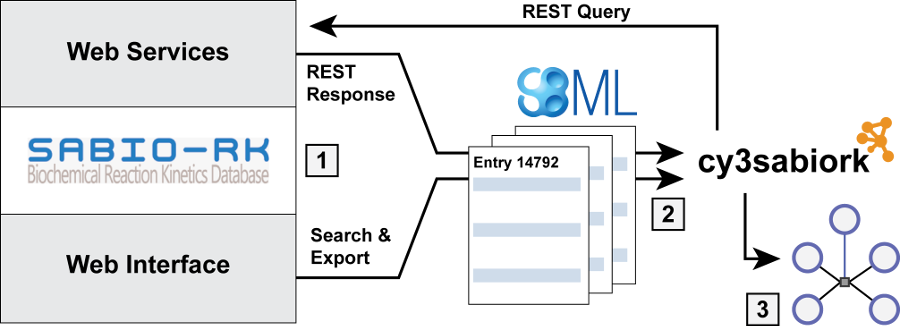 REST Query
Web Services
REST
Response
SBML
SABIO-RK
Biochemical Reaction Kinetics Database
1
Entry 14792
cy3sabiork
2
Search &
Export
Web Interface
3